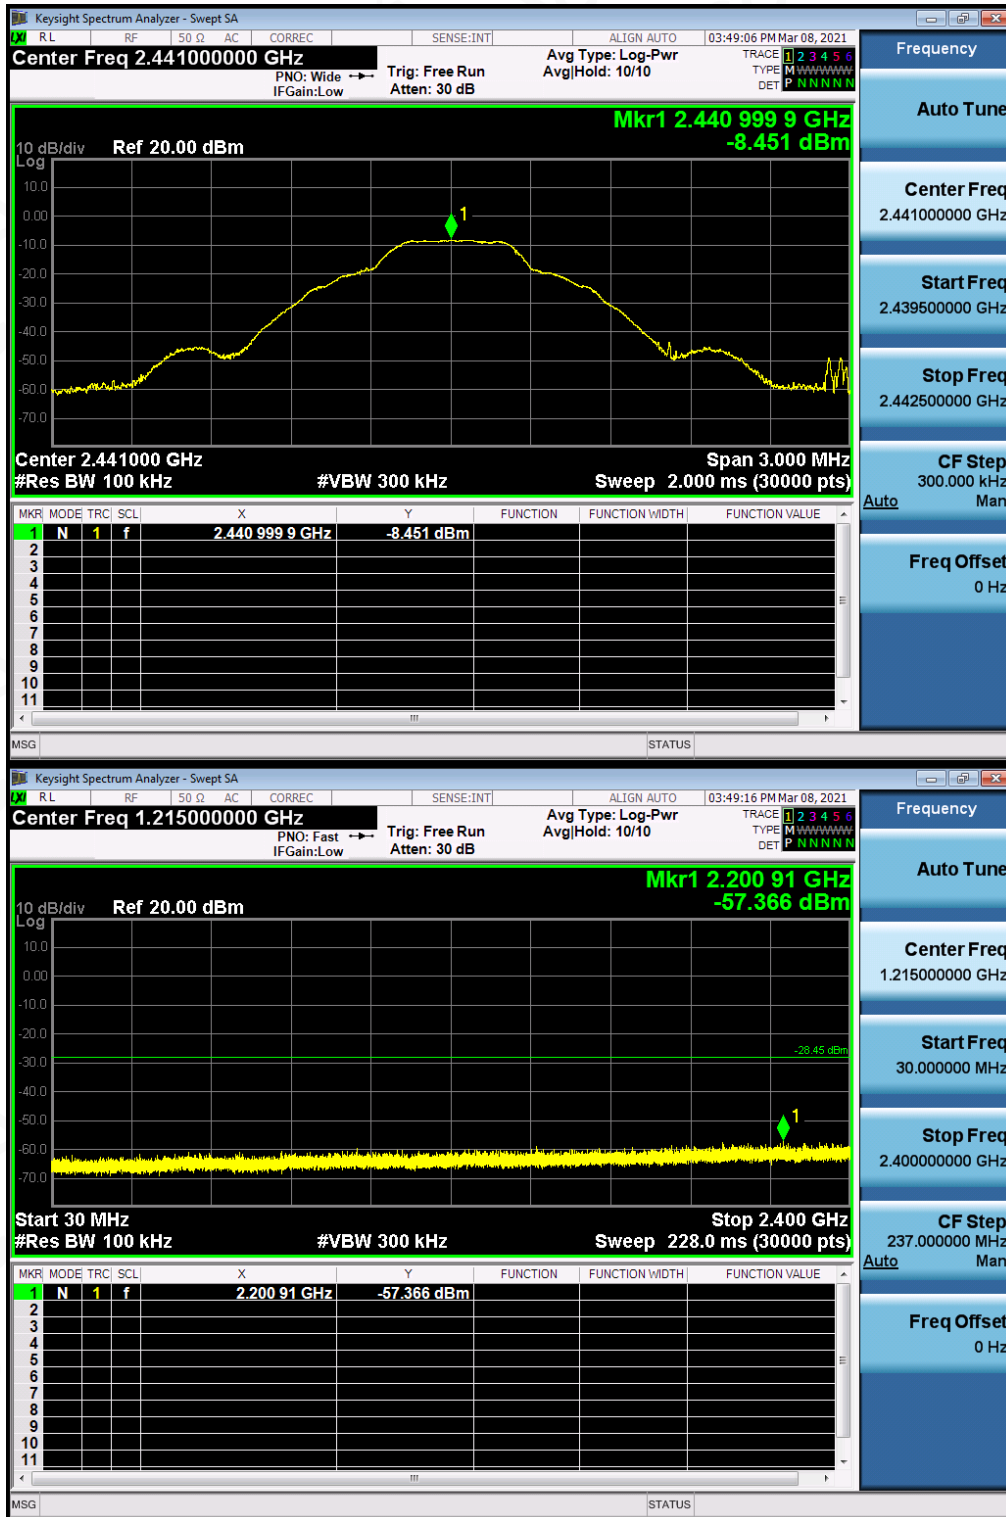 Keysight Spectrum Analyzer - Swept SA
LXI RL RF 50 Ω AC CORREC SENSE:INT ALIGN AUTO 03:49:06 PM Mar 08, 2021
Center Freq 2.441000000 GHz
PNO: Wide
IFGain:Low
Trig: Free Run
Atten: 30 dB
Avg Type: Log-Pwr
Avg|Hold: 10/10
TRACE 1 2 3 4 5 6
TYPE M WWWWW
DET P N N N N N
Mkr1 2.440 999 9 GHz
-8.451 dBm
10 dB/div
Log
Ref 20.00 dBm
10.0
0.00
-10.0
-20.0
-30.0
-40.0
-50.0
-60.0
-70.0
1
Center 2.441000 GHz
Span 3.000 MHz
#Res BW 100 kHz
#VBW 300 kHz
Sweep 2.000 ms (30000 pts)
MKR MODE TRC SCL X Y FUNCTION FUNCTION WIDTH FUNCTION VALUE
1 N 1 f 2.440 999 9 GHz -8.451 dBm
2
3
4
5
6
7
8
9
10
11
MSG STATUS
Frequency
Auto Tune
Center Freq
2.441000000 GHz
Start Freq
2.439500000 GHz
Stop Freq
2.442500000 GHz
CF Step
300.000 kHz
Auto Man
Freq Offset
0 Hz
Keysight Spectrum Analyzer - Swept SA
LXI RL RF 50 Ω AC CORREC SENSE:INT ALIGN AUTO 03:49:16 PM Mar 08, 2021
Center Freq 1.215000000 GHz
PNO: Fast
IFGain:Low
Trig: Free Run
Atten: 30 dB
Avg Type: Log-Pwr
Avg|Hold: 10/10
TRACE 1 2 3 4 5 6
TYPE M WWWWW
DET P N N N N N
Mkr1 2.200 91 GHz
-57.366 dBm
10 dB/div
Log
Ref 20.00 dBm
10.0
0.00
-10.0
-20.0
-30.0
-40.0
-50.0
-60.0
-70.0
-28.45 dBm
1
Start 30 MHz
Stop 2.400 GHz
#Res BW 100 kHz
#VBW 300 kHz
Sweep 228.0 ms (30000 pts)
MKR MODE TRC SCL X Y FUNCTION FUNCTION WIDTH FUNCTION VALUE
1 N 1 f 2.200 91 GHz -57.366 dBm
2
3
4
5
6
7
8
9
10
11
MSG STATUS
Frequency
Auto Tune
Center Freq
1.215000000 GHz
Start Freq
30.000000 MHz
Stop Freq
2.400000000 GHz
CF Step
237.000000 MHz
Auto Man
Freq Offset
0 Hz